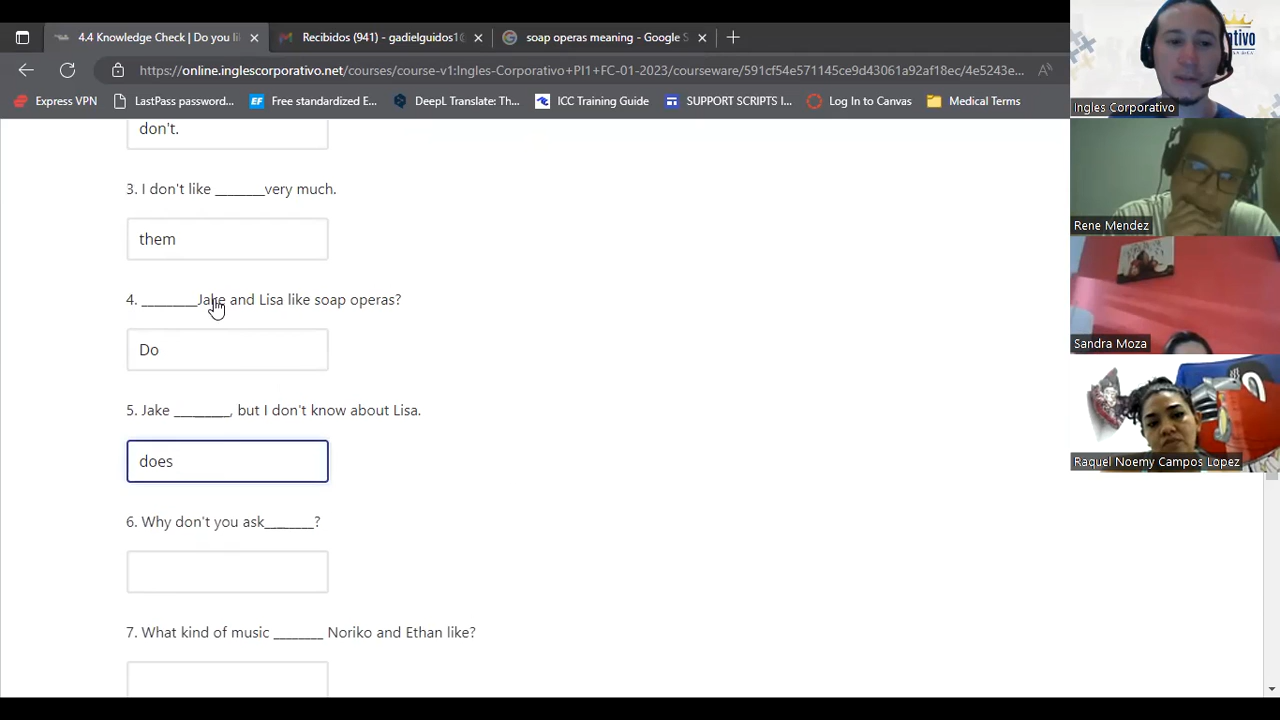 4.4 Knowledge Check | Do you li
Recibidos (941) - gadielguidos1@
soap operas meaning - Google S
https://online.inglescorporativo.net/courses/course-v1:Ingles-Corporativo+PI1+FC-01-2023/courseware/591cf54e571145ce9d43061a92af18ec/4e5243e...
Express VPN
LastPass password...
EF Free standardized E...
DeepL Translate: Th...
ICC Training Guide
SUPPORT SCRIPTS I...
Log In to Canvas
Medical Terms
don't.
3. I don't like ________very much.
them
4. _________Jake and Lisa like soap operas?
Do
5. Jake _________, but I don't know about Lisa.
does
6. Why don't you ask________?
7. What kind of music ________ Noriko and Ethan like?
Ingles Corporativo
Rene Mendez
Sandra Moza
Raquel Noemy Campos Lopez